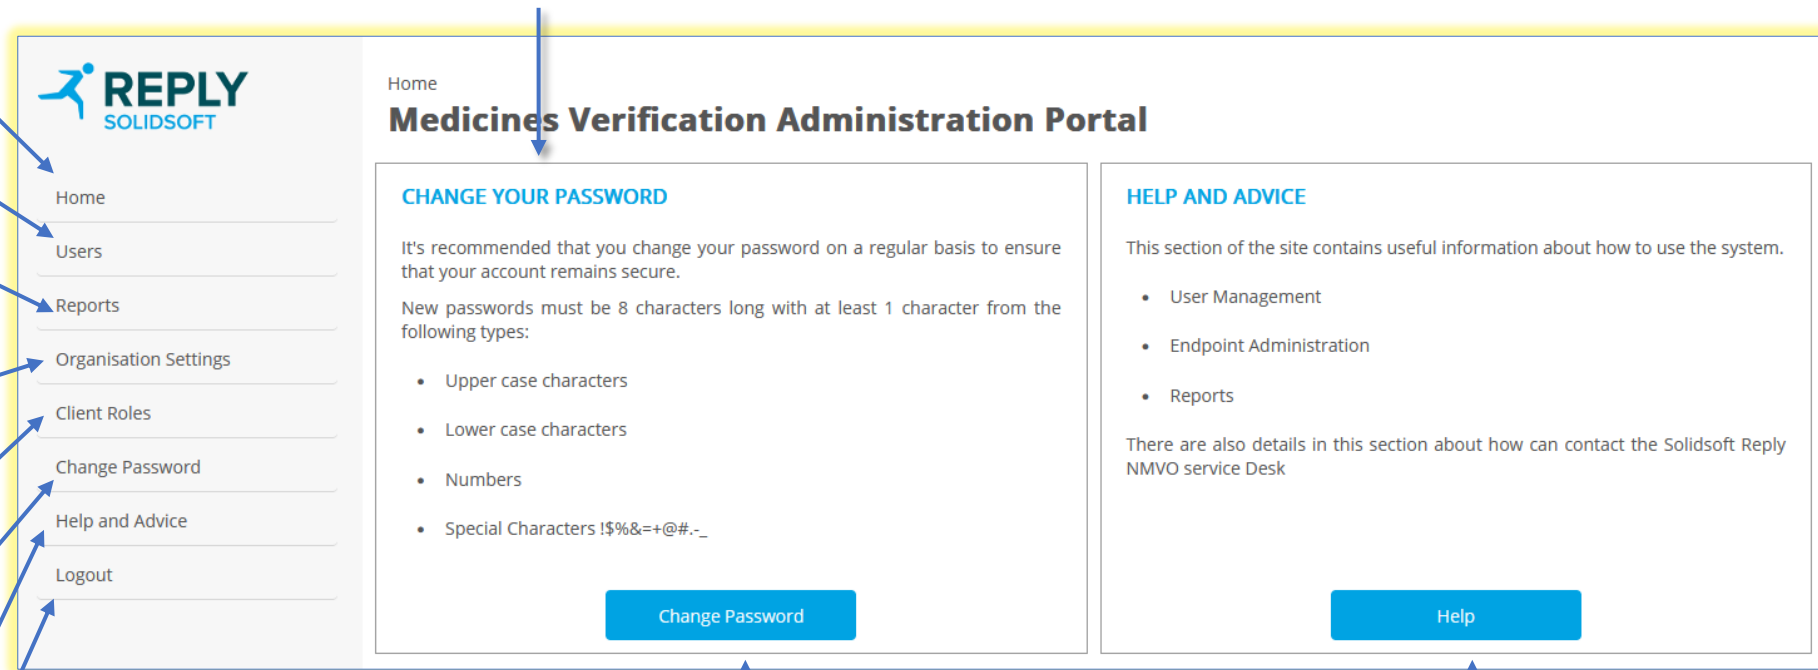 REPLY
SOLIDSOFT
Home
Users
Reports
Organisation Settings
Client Roles
Change Password
Help and Advice
Logout
Home
Medicines Verification Administration Portal
CHANGE YOUR PASSWORD
It's recommended that you change your password on a regular basis to ensure
that your account remains secure.
New passwords must be 8 characters long with at least 1 character from the
following types:
• Upper case characters
• Lower case characters
• Numbers
• Special Characters !$%&=+@#.-_
Change Password
HELP AND ADVICE
This section of the site contains useful information about how to use the system.
• User Management
• Endpoint Administration
• Reports
There are also details in this section about how can contact the Solidsoft Reply
NMVO service Desk
Help